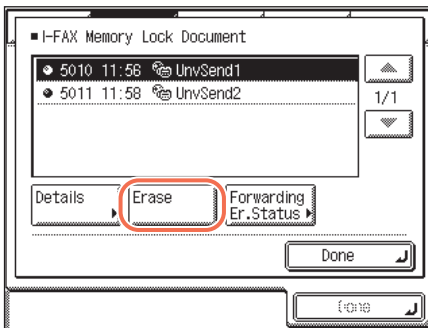 I-FAX Memory Lock Document
5010 11:56 UnvSend1
5011 11:58 UnvSend2
1/1
Details
Erase
Forwarding
Er.Status
Done
Done